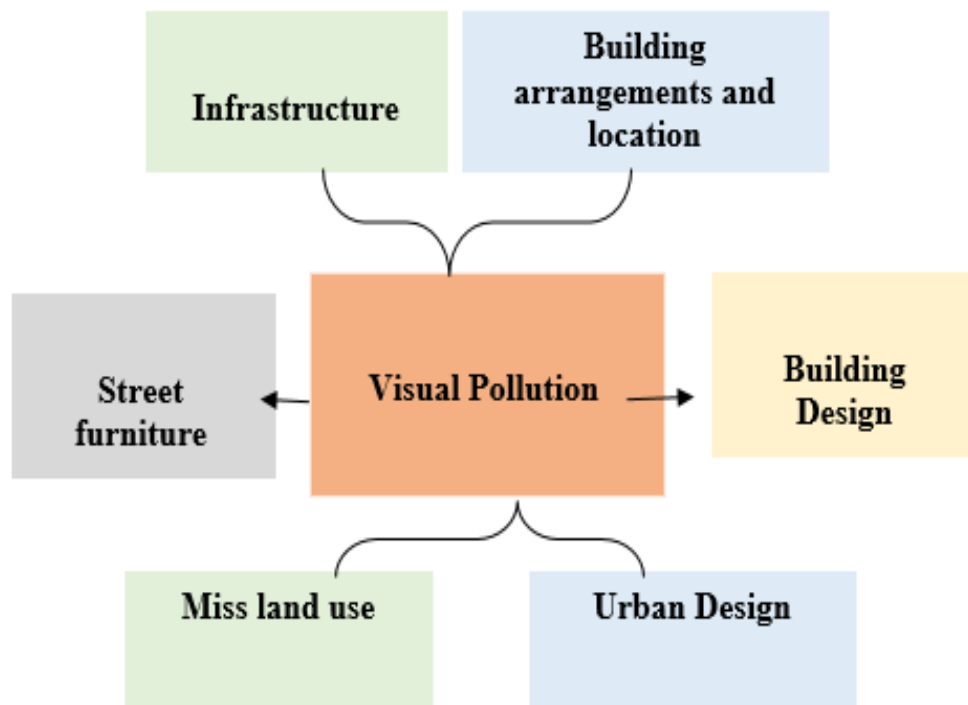 Infrastructure
Building
arrangements and
location
Street
furniture
Visual Pollution
Building
Design
Miss land use
Urban Design